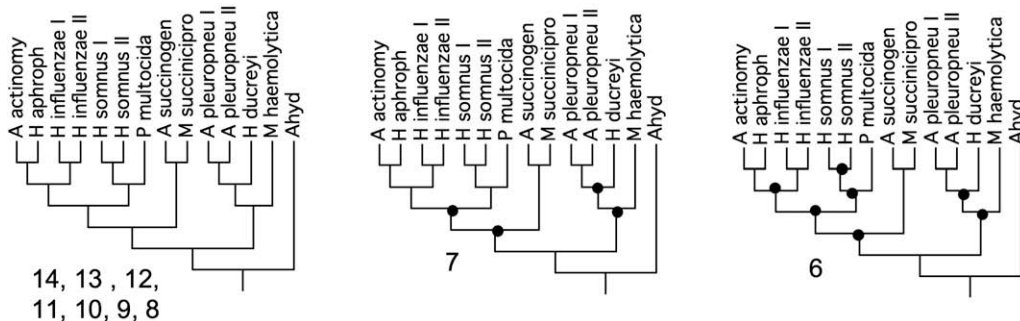 A actinomy
H aphroph
H influenzae I
H influenzae II
H somnus I
H somnus II
P multocida
A succinogen
M succinicipro
A pleuropneu I
A pleuropneu II
H ducreyi
M haemolytica
Ahyd
14, 13 , 12,
11, 10, 9, 8
A actinomy
H aphroph
H influenzae I
H influenzae II
H somnus I
H somnus II
P multocida
A succinogen
M succinicipro
A pleuropneu I
A pleuropneu II
H ducreyi
M haemolytica
Ahyd
7
A actinomy
H aphroph
H influenzae I
H influenzae II
H somnus I
H somnus II
P multocida
A succinogen
M succinicipro
A pleuropneu I
A pleuropneu II
H ducreyi
M haemolytica
Ahyd
6